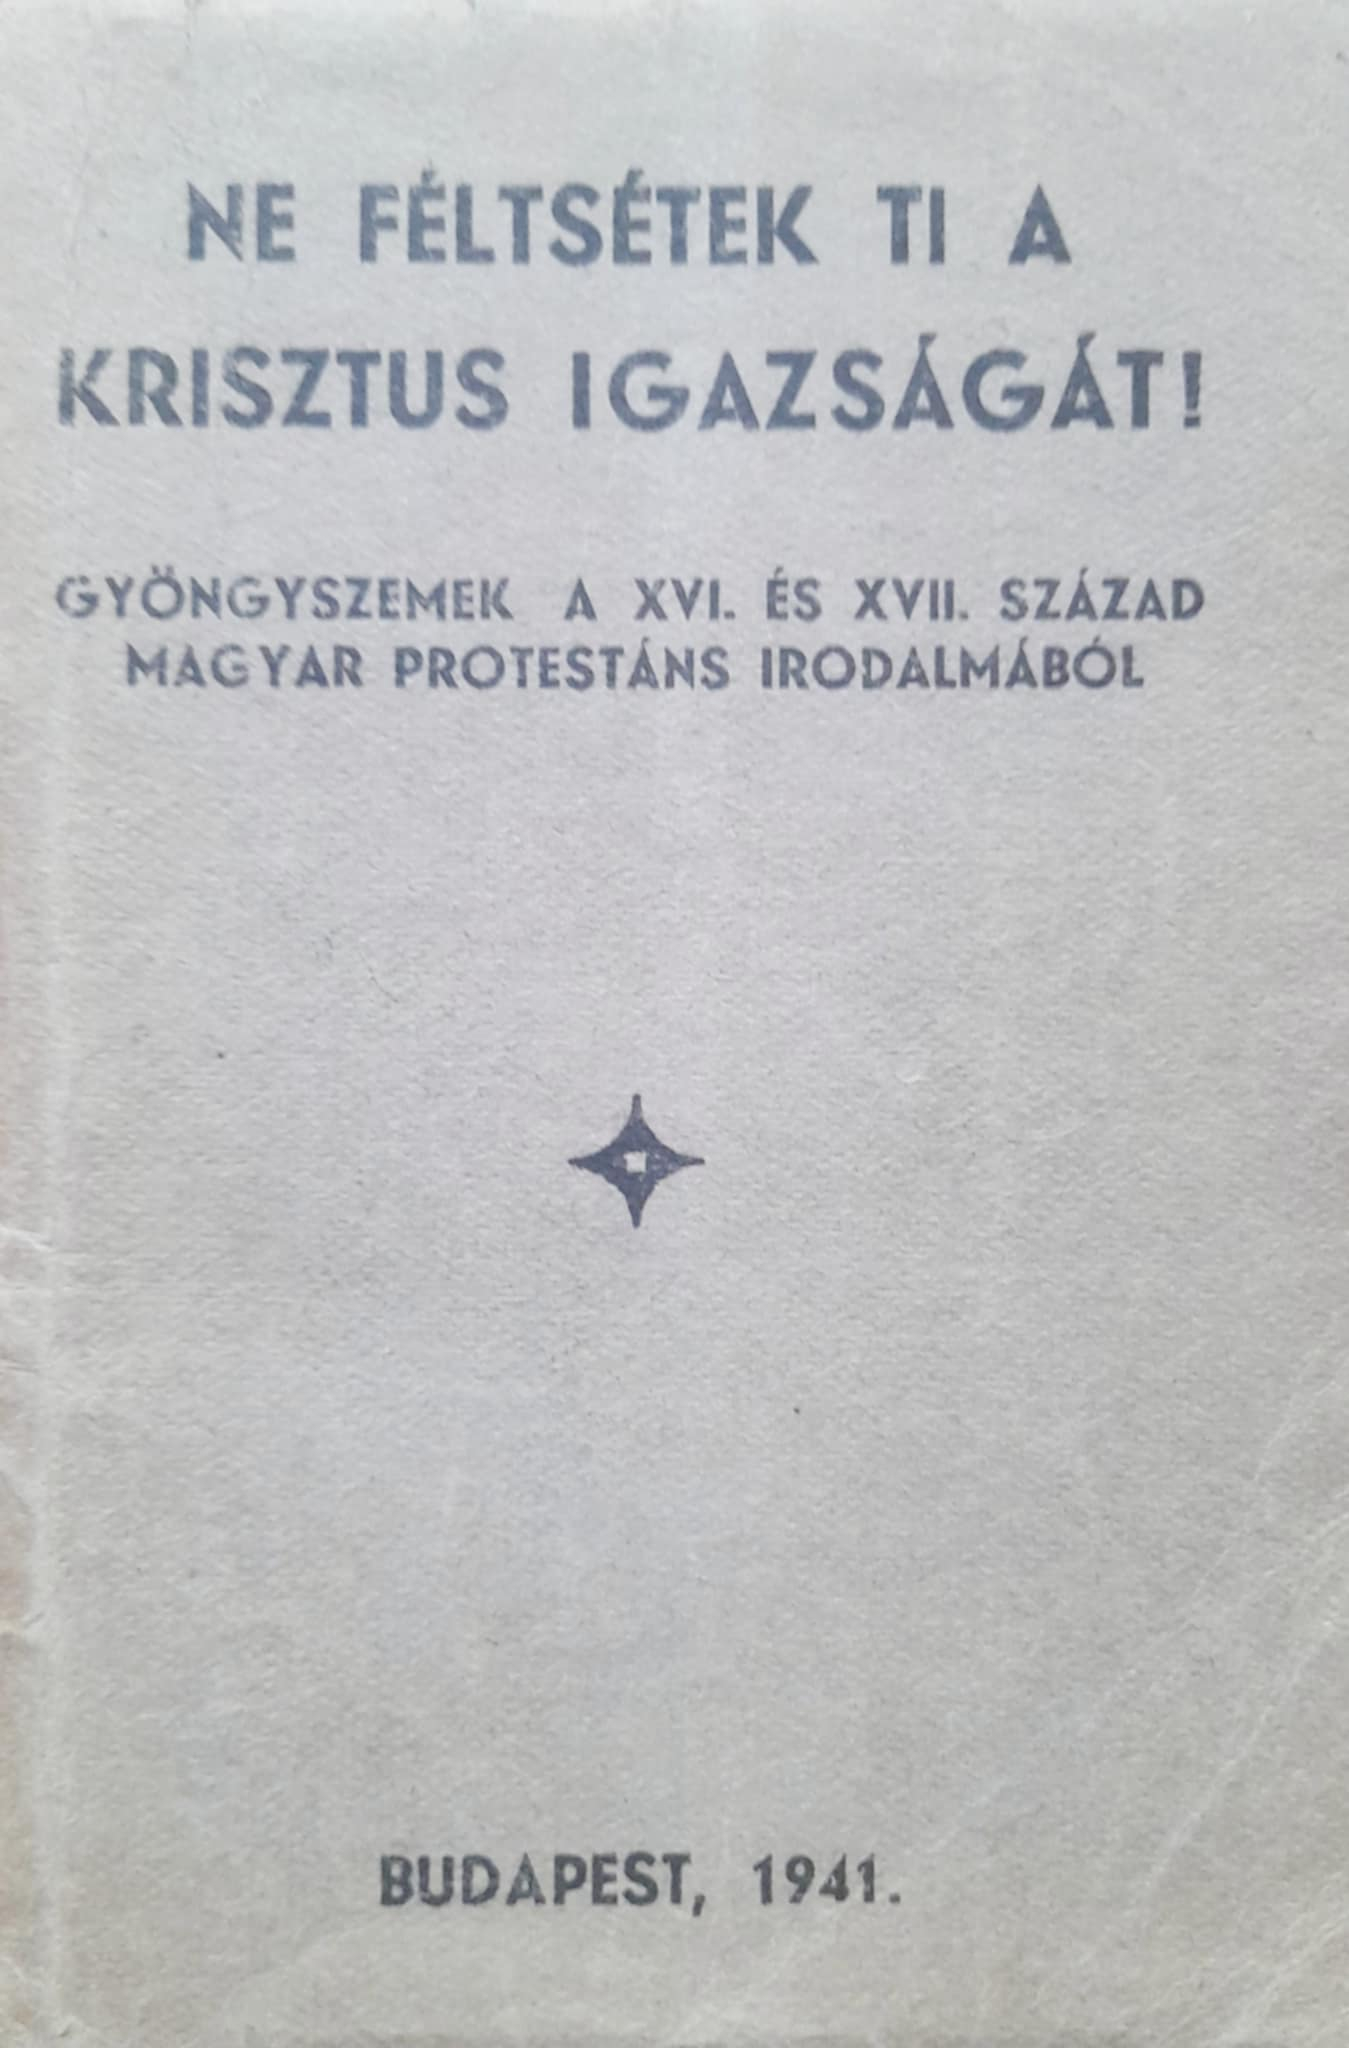 NE FÉLTSÉTEK TI A
KRISZTUS IGAZSÁGÁT!
GYÖNGYSZEMEK A XVI. ÉS XVII. SZÁZAD
MAGYAR PROTESTÁNS IRODALMÁBÓL
BUDAPEST, 1941.